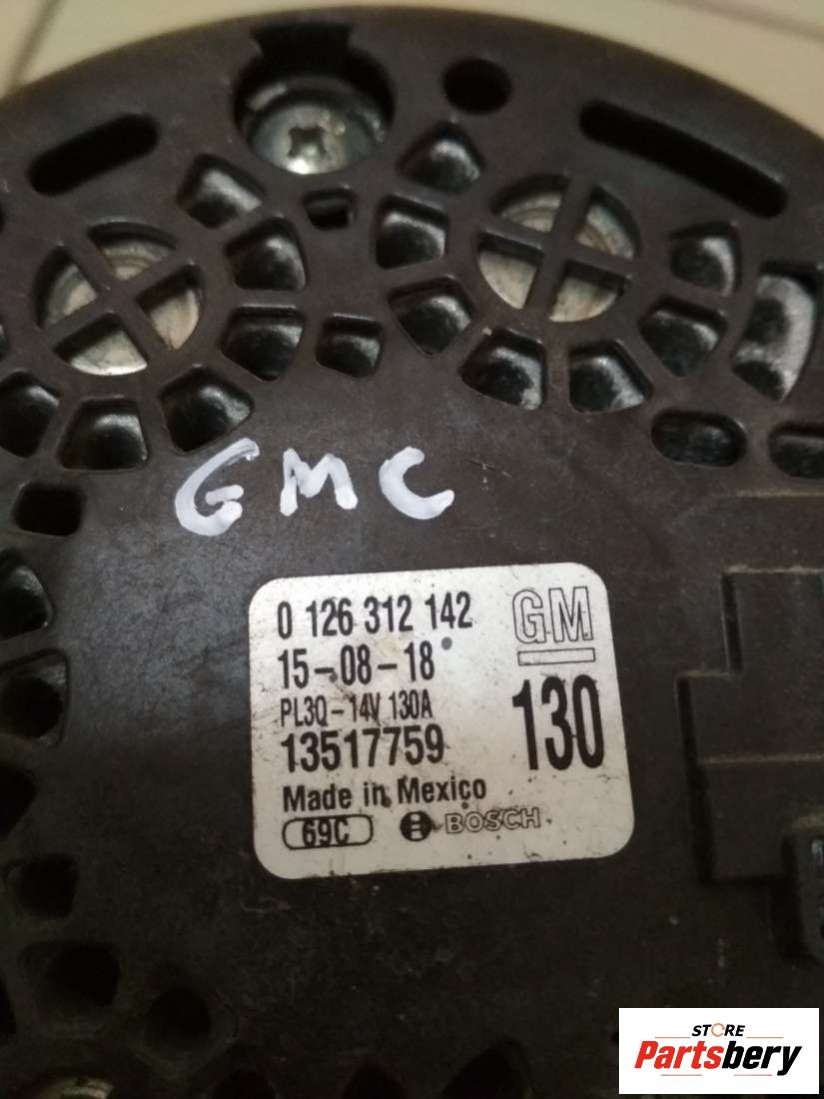 GMC
0 126 312 142
GM
15-08-18
PL3Q-14V 130A
130
13517759
Made in Mexico
69C BOSCH
STORE
Partsbery